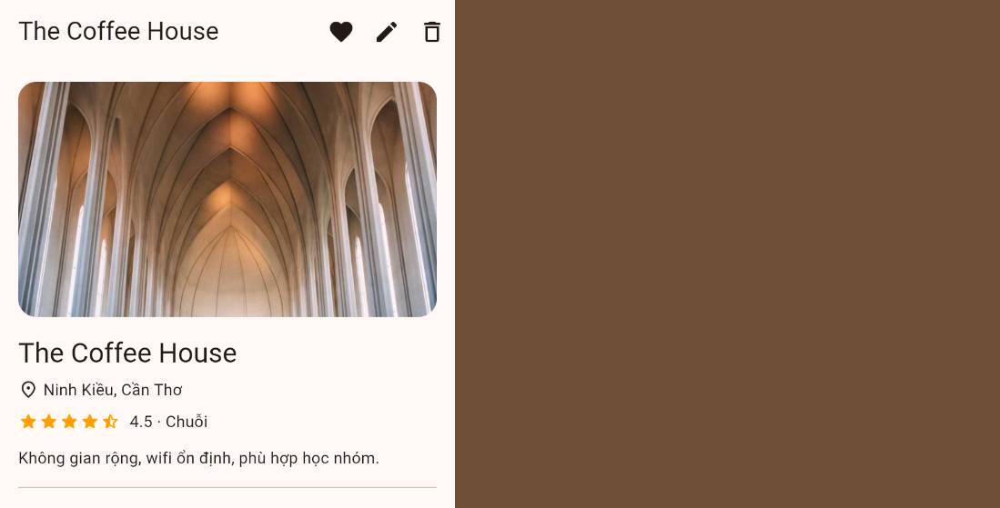 The Coffee House
The Coffee House
Ninh Kiều, Cần Thơ
4.5 · Chuỗi
Không gian rộng, wifi ổn định, phù hợp học nhóm.